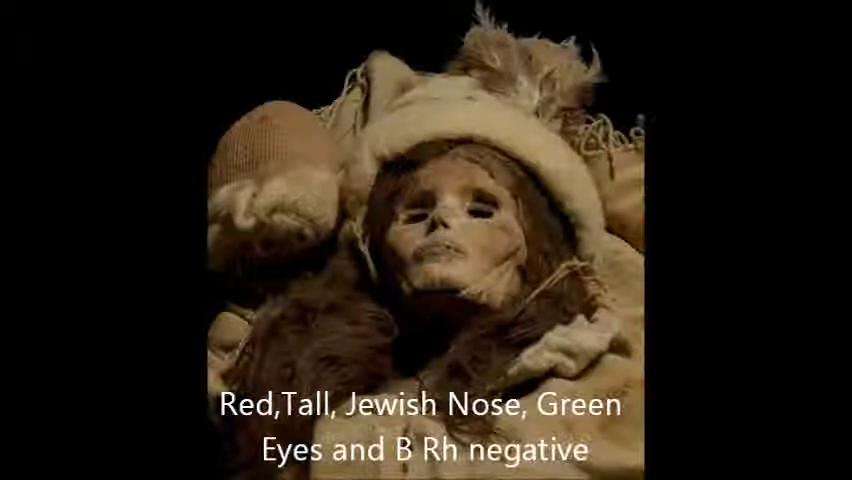 Red,Tall, Jewish Nose, Green
Eyes and B Rh negative